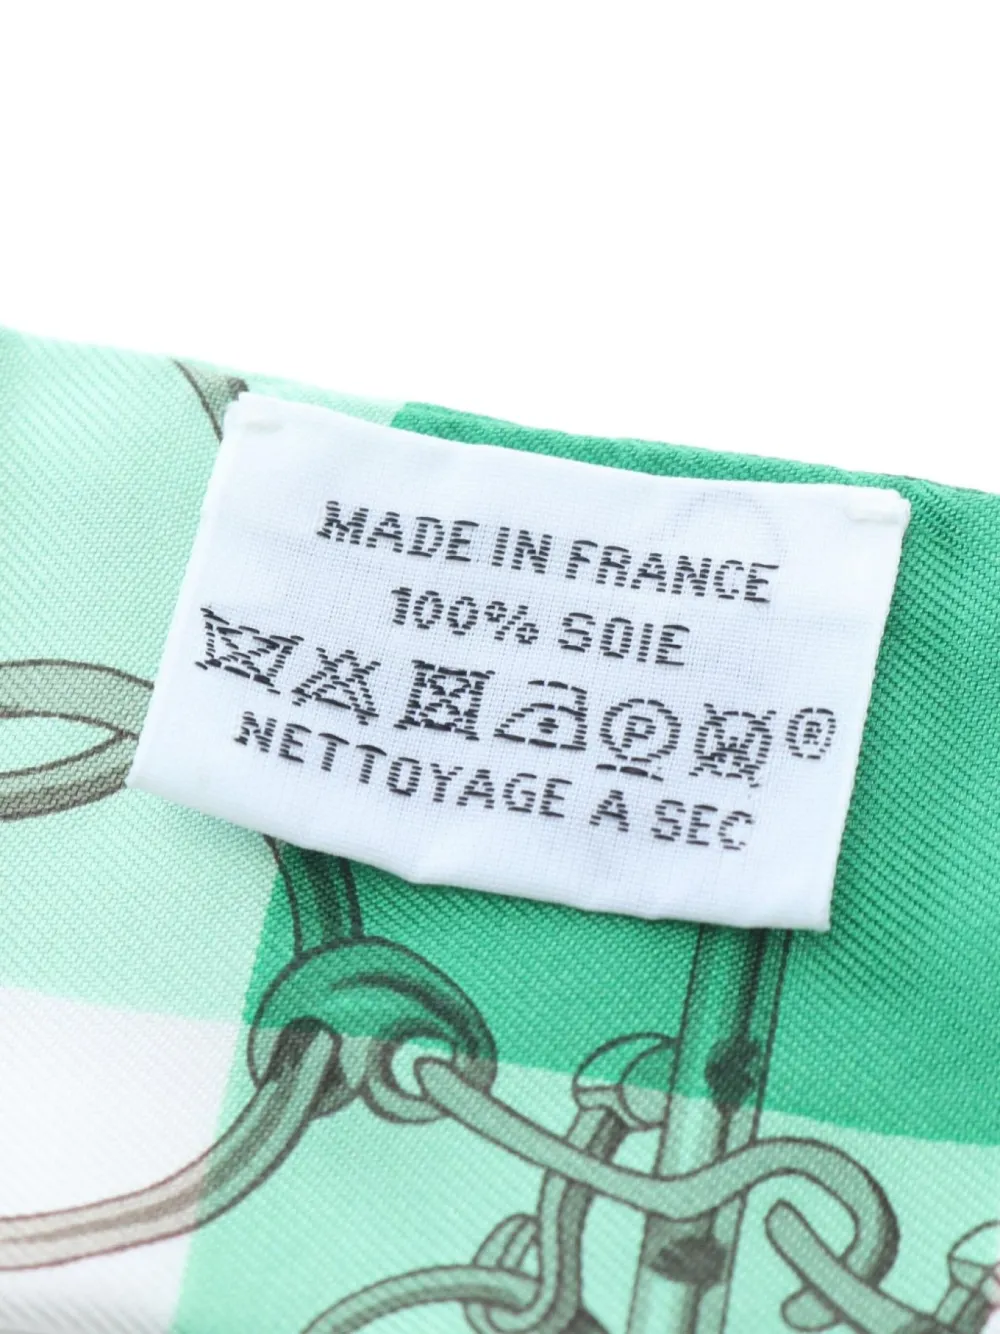 MADE IN FRANCE
100% SOIE
P ®
NETTOYAGE A SEC